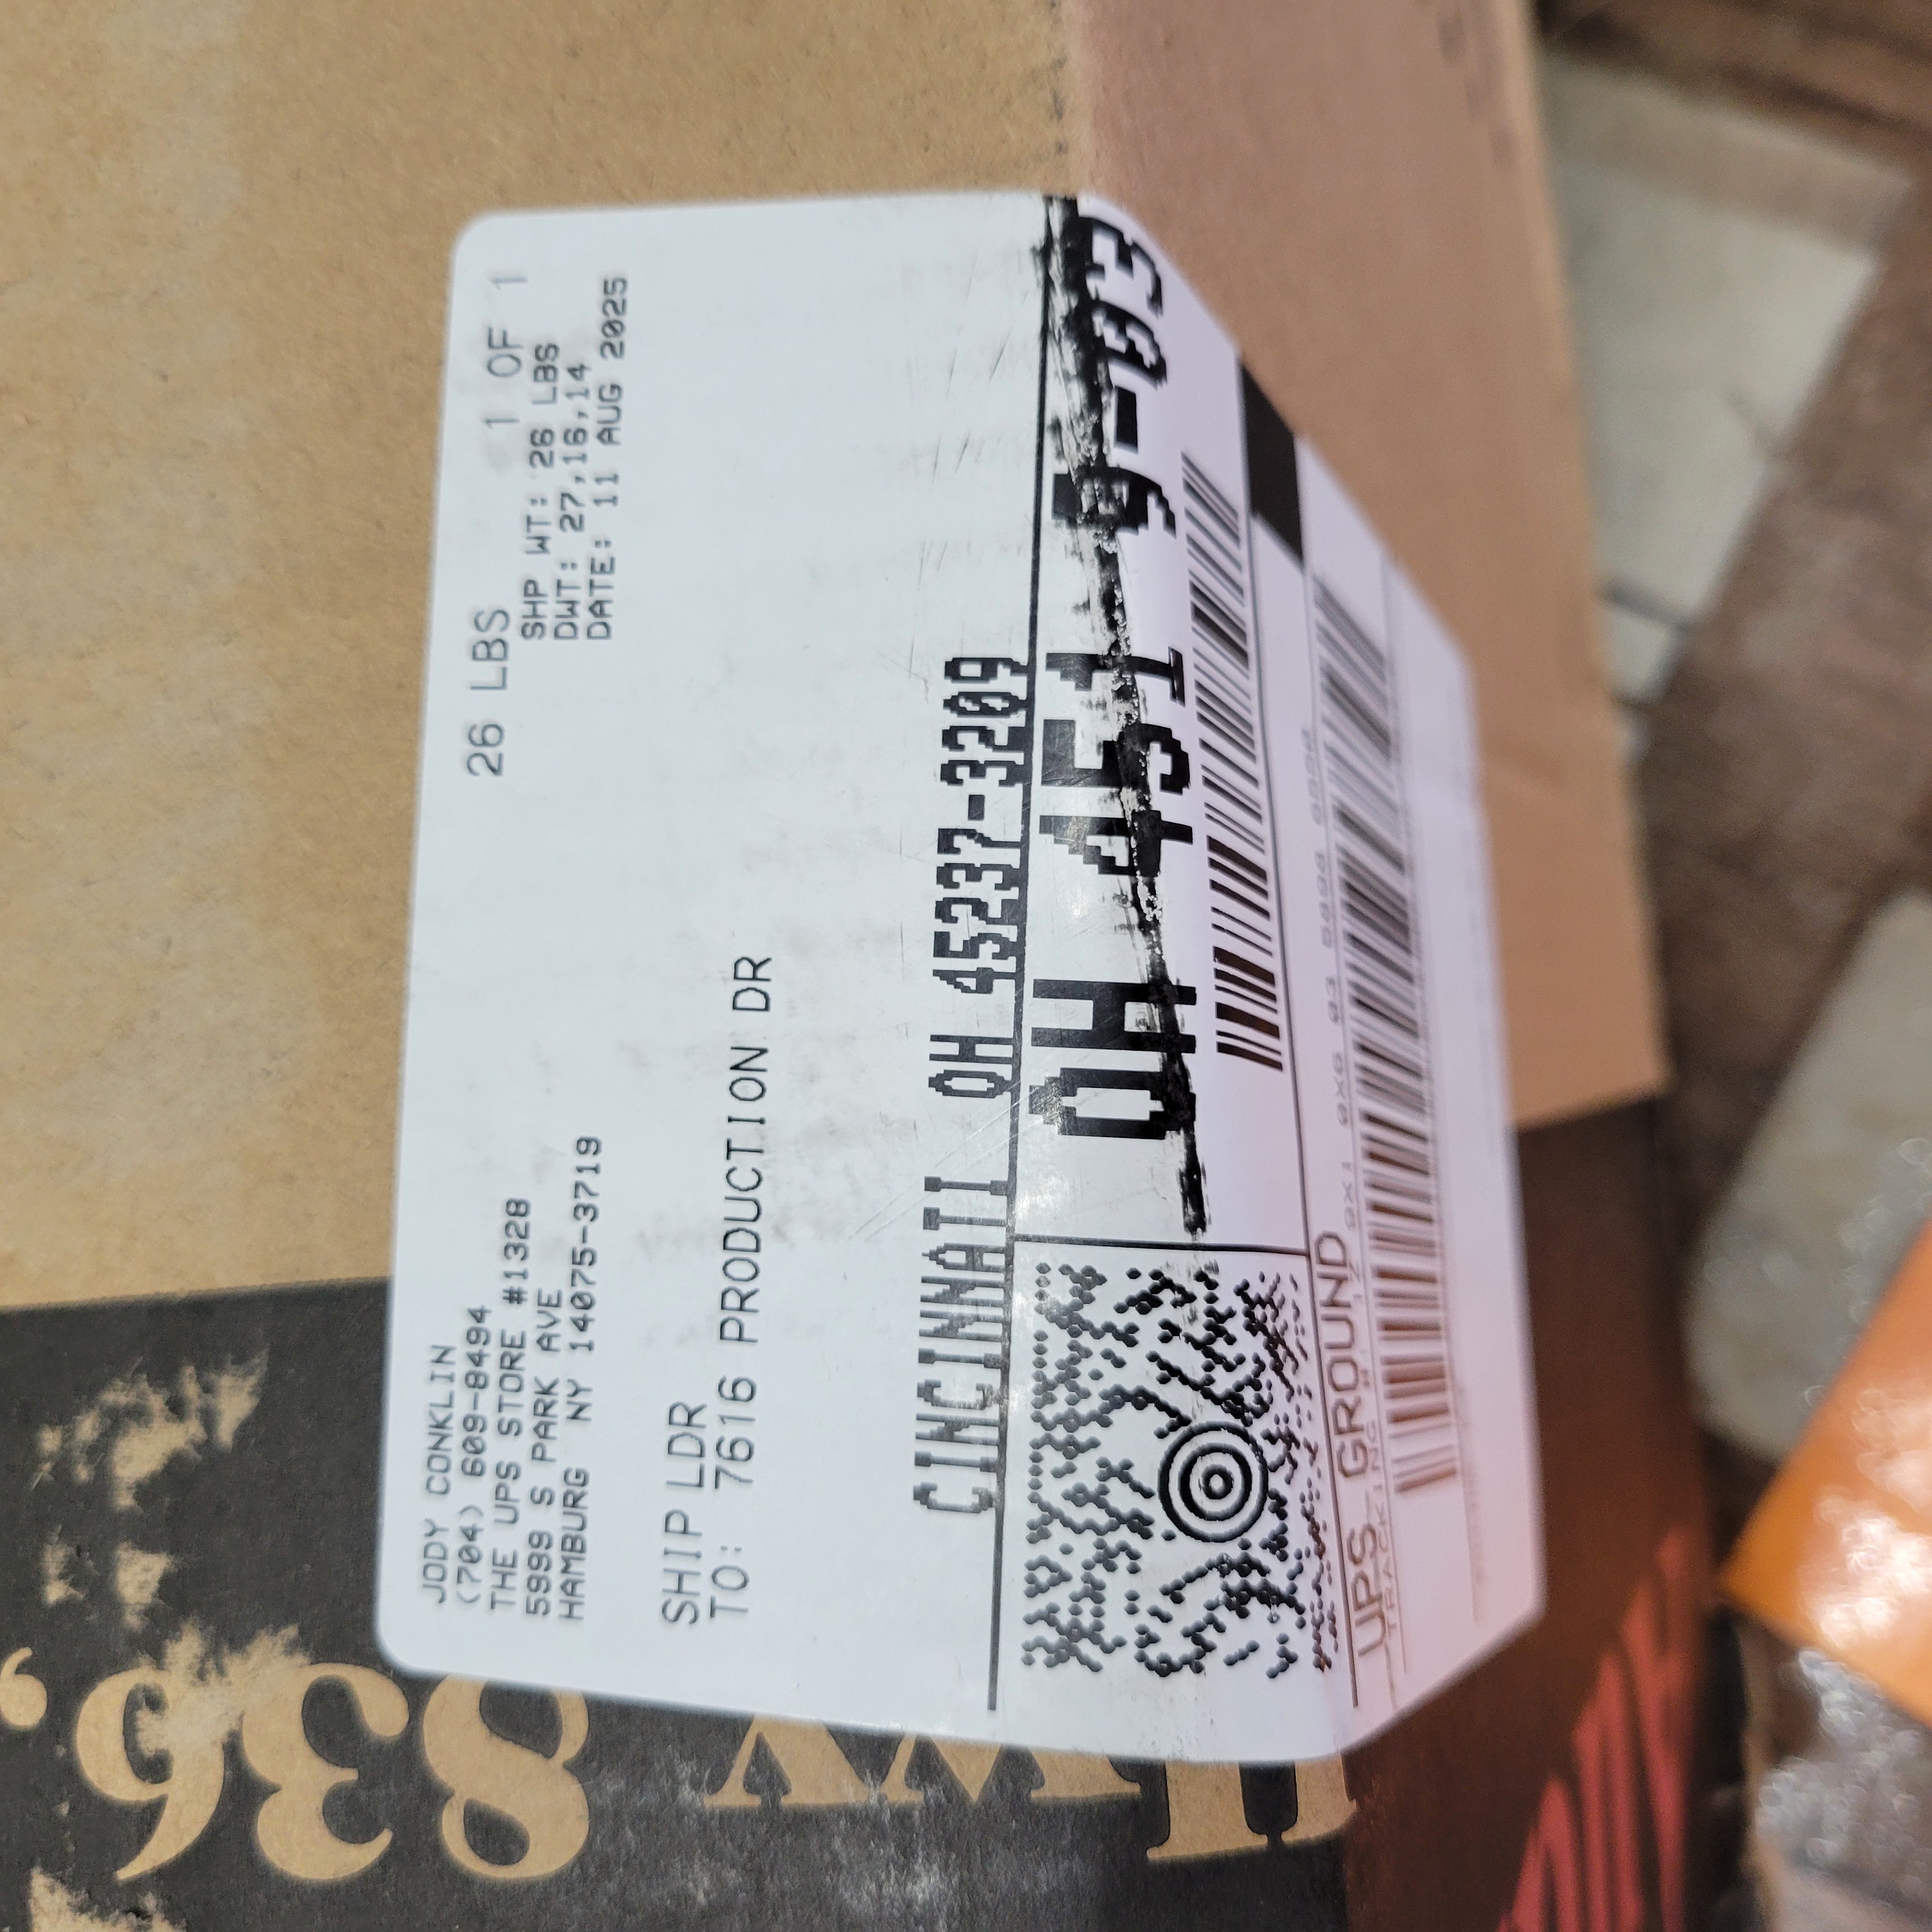 JODY CONKLIN
(704) 609-8494
THE UPS STORE #1328
5999 S PARK AVE
HAMBURG NY 14075-3719
26 LBS
1 OF 1
SHP WT: 26 LBS
DWT: 27,16,14
DATE: 11 AUG 2025
SHIP LDR
TO: 7616 PRODUCTION DR
CINCINNATI OH 45237-3209
OH 451 9-03
UPS GROUND
836,